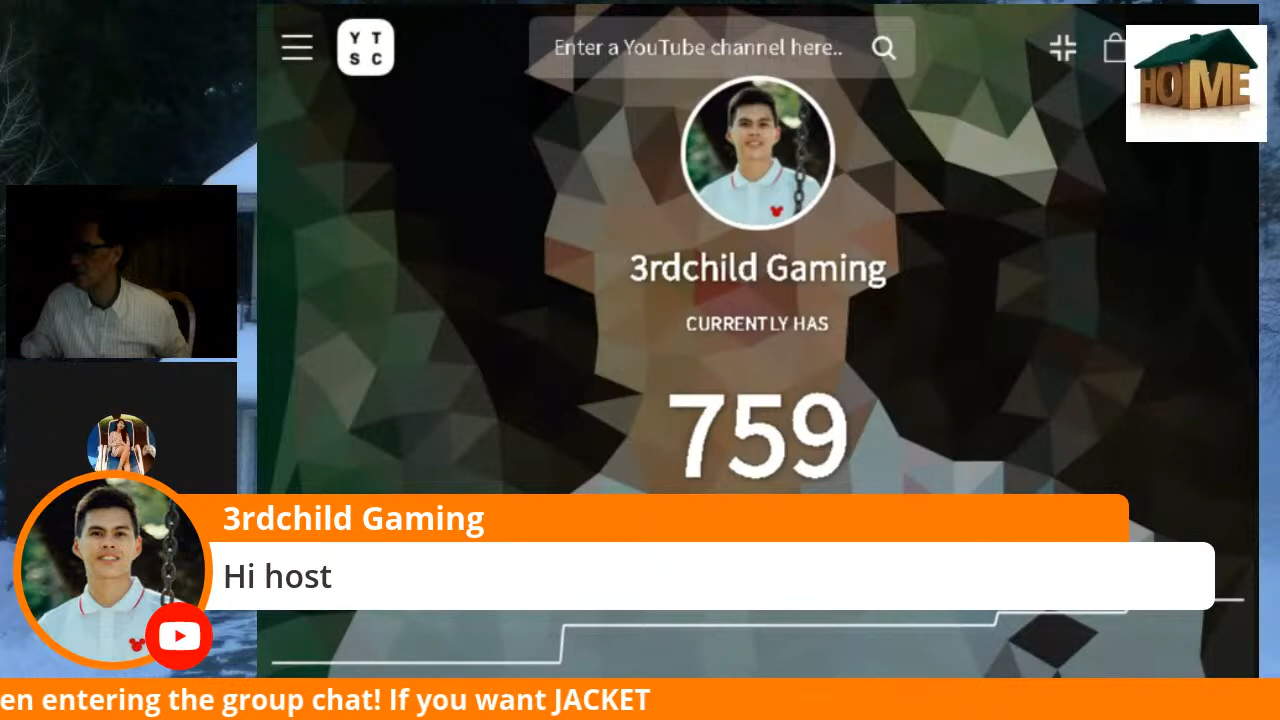 Y T
S C
Enter a YouTube channel here..
HOME
3rdchild Gaming
CURRENTLY HAS
759
3rdchild Gaming
Hi host
en entering the group chat! If you want JACKET